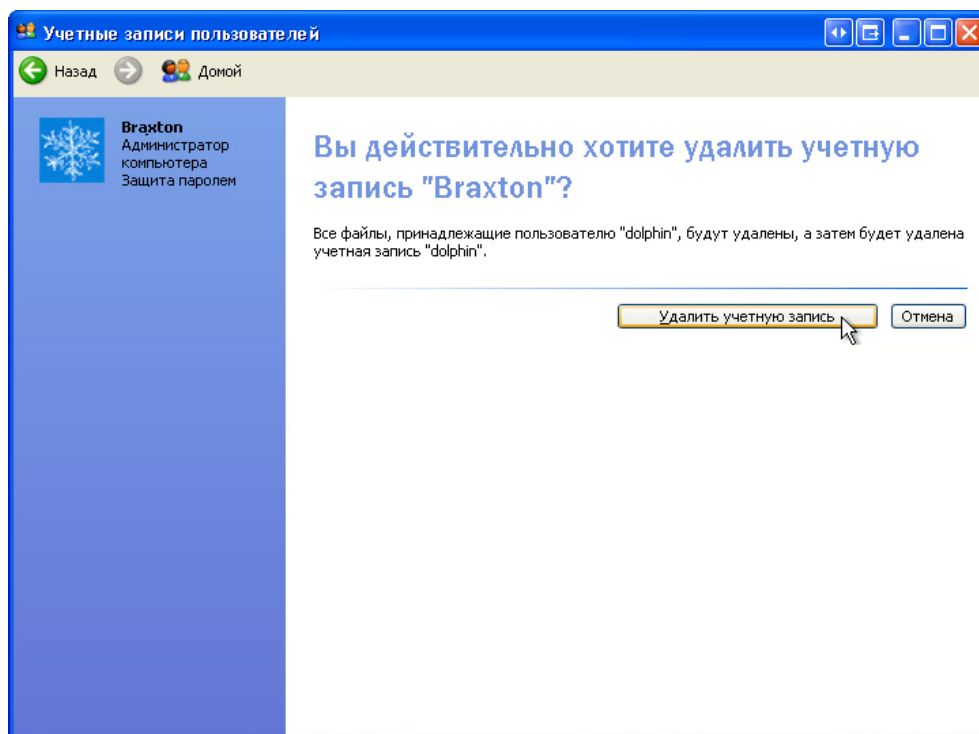 Учетные записи пользователей
Назад
Домой
Braxton
Администратор
компьютера
Защита паролем
Вы действительно хотите удалить учетную
запись "Braxton"?
Все файлы, принадлежащие пользователю "dolphin", будут удалены, а затем будет удалена
учетная запись "dolphin".
Удалить учетную запись
Отмена